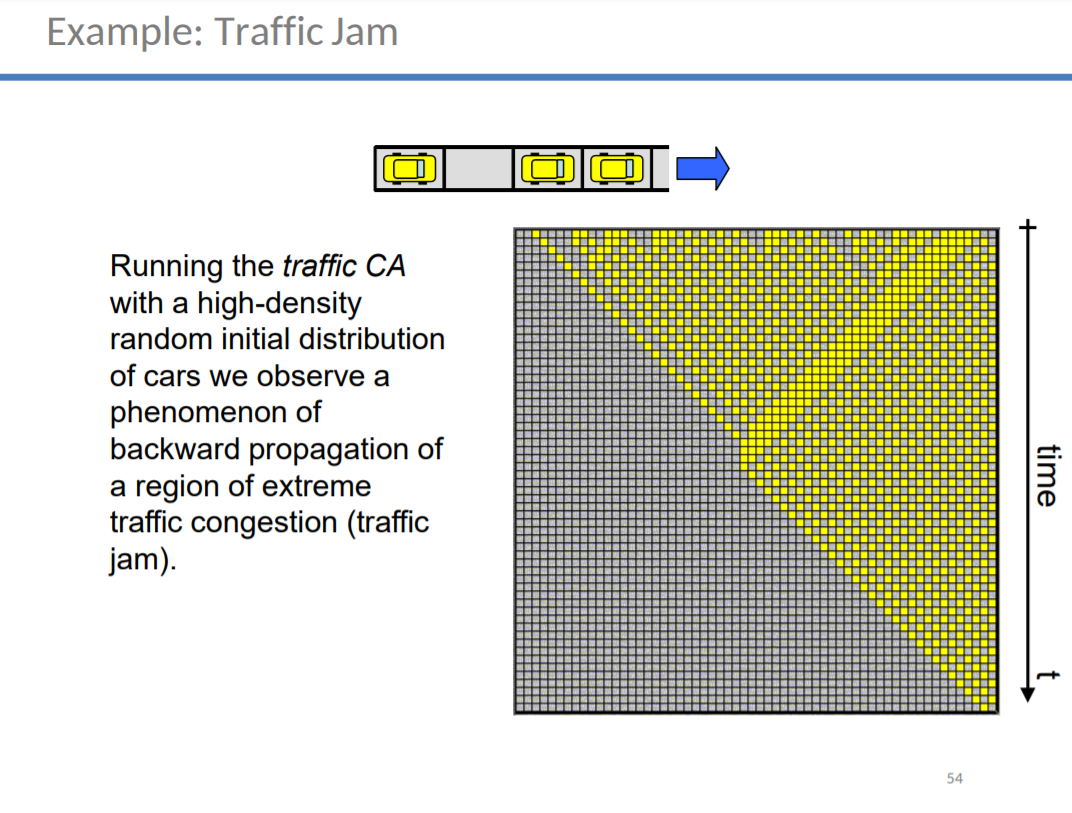 Example: Traffic Jam
Running the traffic CA
with a high-density
random initial distribution
of cars we observe a
phenomenon of
backward propagation of
a region of extreme
traffic congestion (traffic
jam).
time
t
54